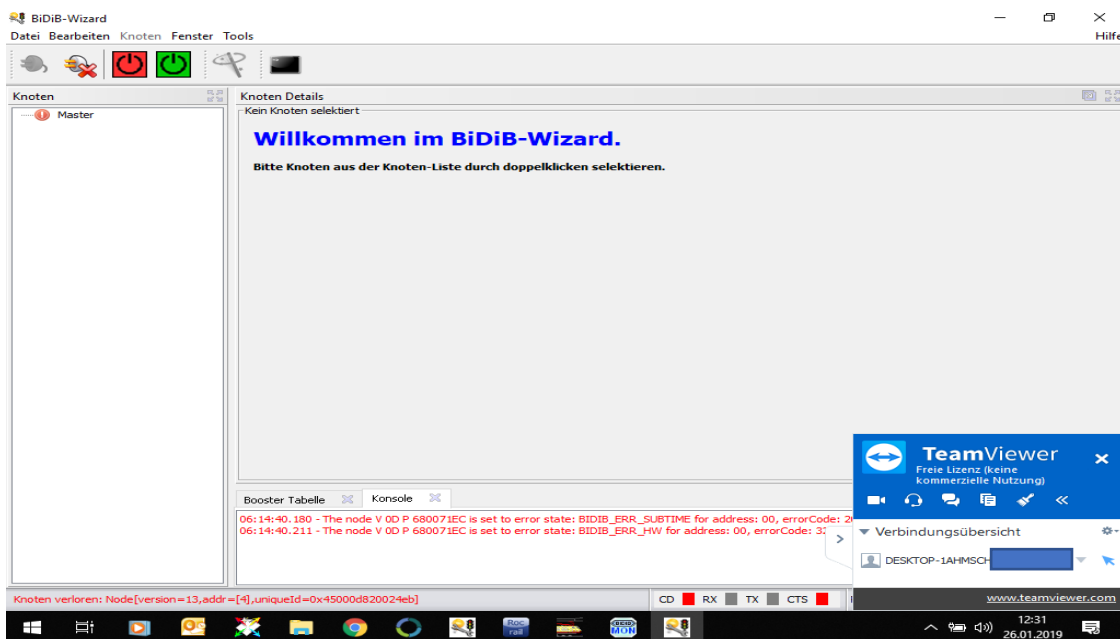 BiDiB-Wizard
Datei Bearbeiten Knoten Fenster Tools
Hilfe
Knoten
Master
Knoten Details
Kein Knoten selektiert
Willkommen im BiDiB-Wizard.
Bitte Knoten aus der Knoten-Liste durch doppelklicken selektieren.
Booster Tabelle
Konsole
06:14:40.180 - The node V 0D P 680071EC is set to error state: BIDIB_ERR_SUBTIME for address: 00, errorCode:
06:14:40.211 - The node V 0D P 680071EC is set to error state: BIDIB_ERR_HW for address: 00, errorCode:
Knoten verloren: Node[version=13,addr=[4],uniqueId=0x45000d820024eb]
CD RX TX CTS
TeamViewer
Freie Lizenz (keine
kommerzielle Nutzung)
Verbindungsübersicht
DESKTOP-1AHMSCH
www.teamviewer.com
Roc
rail
BiDiB
MON
12:31
26.01.2019